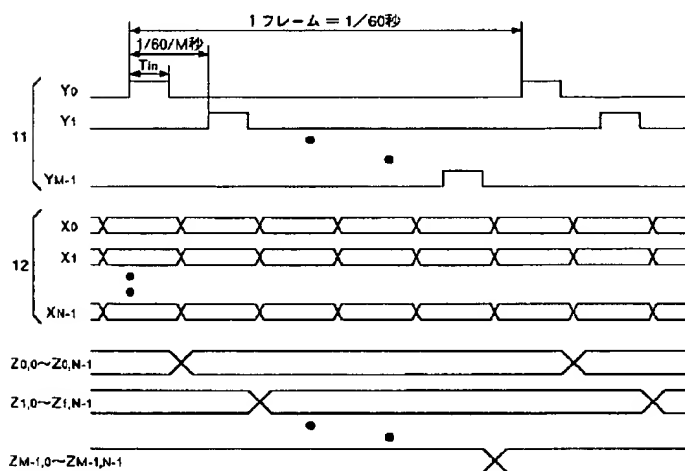 1フレーム = 1/60秒
1/60/M秒
Tin
Y0
Y1
11
YM-1
X0
X1
12
XN-1
Z0,0~Z0,N-1
Z1,0~Z1,N-1
ZM-1,0~ZM-1,N-1